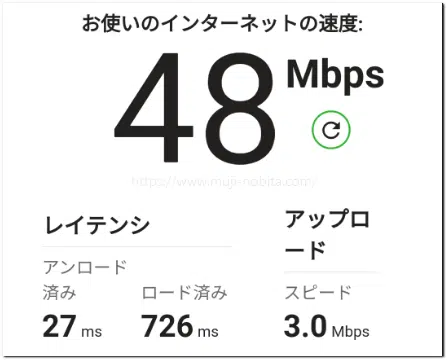 お使いのインターネットの速度:
48 Mbps
https://www.muji-nobita.com/
レイテンシ
アンロード
済み
ロード済み
27 ms
726 ms
アップロ
ード
スピード
3.0 Mbps